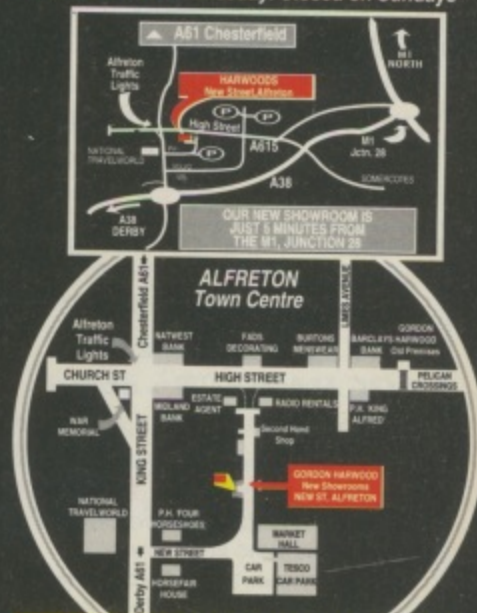 Closed on Sundays
A61 Chesterfield
M1
NORTH
Alfreton
Traffic
Lights
HARWOODS
New Street, Alfreton
P
P
High Street
NATIONAL
TRAVELWORLD
P
A615
M1
Jctn. 28
A38
SOMERCOTES
A38
DERBY
OUR NEW SHOWROOM IS
JUST 5 MINUTES FROM
THE M1, JUNCTION 28
ALFRETON
Town Centre
Chesterfield A61
LIMES AVENUE
Alfreton
Traffic
Lights
NATWEST
BANK
FADS
DECORATING
BURTONS
MENSWEAR
BARCLAYS
BANK
GORDON
HARWOOD
Old Premises
CHURCH ST
HIGH STREET
PELICAN
CROSSINGS
WAR
MEMORIAL
MIDLAND
BANK
ESTATE
AGENT
RADIO RENTALS
P.H. KING
ALFRED
Second Hand
Shop
KING STREET
GORDON HARWOOD
New Showrooms
NEW ST. ALFRETON
NATIONAL
TRAVELWORLD
P.H. FOUR
HORSESHOES
MARKET
HALL
NEW STREET
HORSEFAIR
HOUSE
CAR
PARK
TESCO
CAR PARK
Derby A61